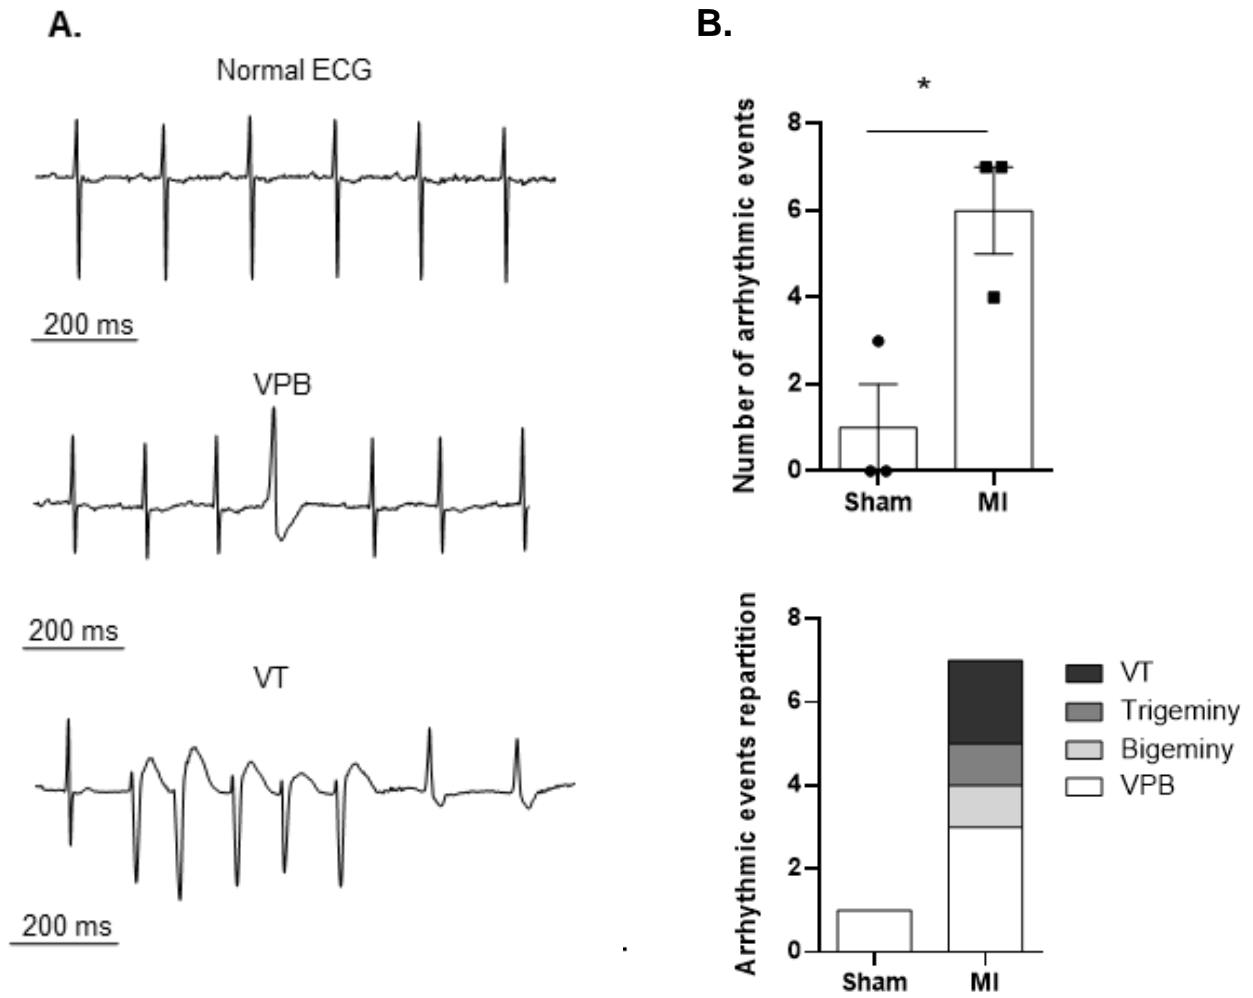 A.
Normal ECG
200 ms
VPB
200 ms
VT
200 ms
B.
*
Number of arrhythmic events
8
6
4
2
0
Sham MI
Arrhythmic events repartition
8
6
4
2
0
Sham MI
VT
Trigeminy
Bigeminy
VPB
.